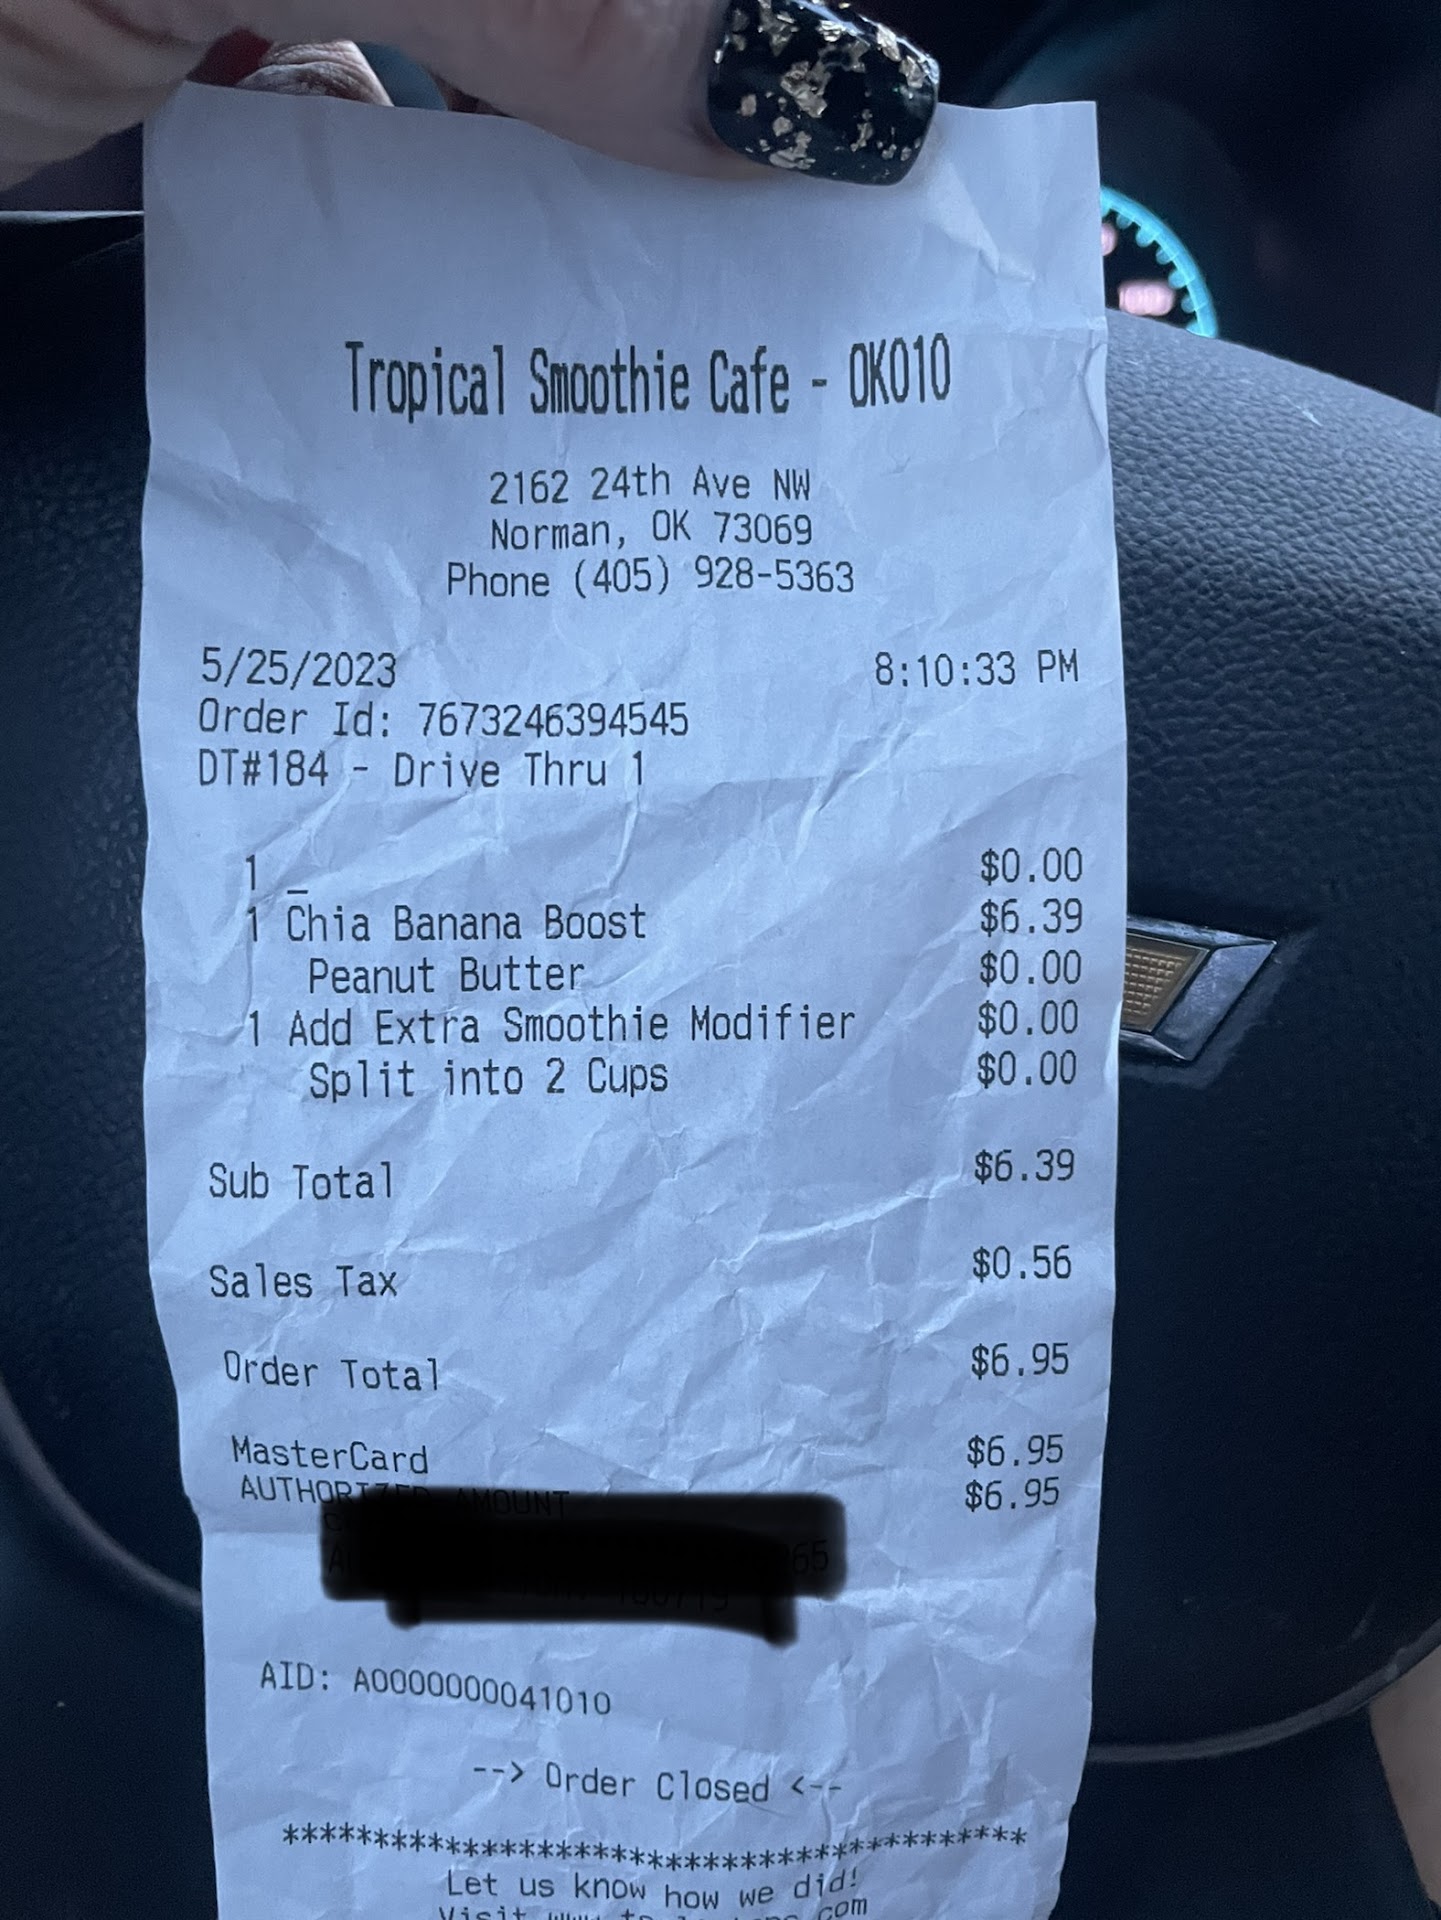 Tropical Smoothie Cafe - OK010
2162 24th Ave NW
Norman, OK 73069
Phone (405) 928-5363
5/25/2023 8:10:33 PM
Order Id: 7673246394545
DT#184 - Drive Thru 1
1 _ $0.00
1 Chia Banana Boost $6.39
Peanut Butter $0.00
1 Add Extra Smoothie Modifier $0.00
Split into 2 Cups $0.00
Sub Total $6.39
Sales Tax $0.56
Order Total $6.95
MasterCard $6.95
AUTHORIZED AMOUNT $6.95
AID: A0000000041010
--> Order Closed <--
*****************************************
Let us know how we did!
Visit